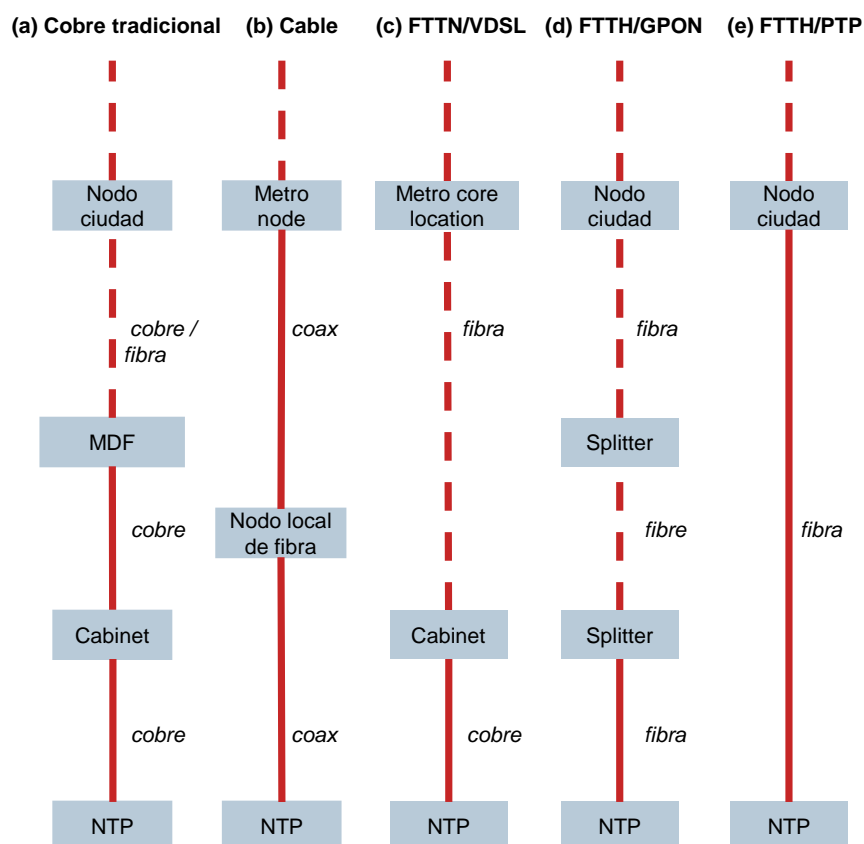 (a) Cobre tradicional (b) Cable (c) FTTN/VDSL (d) FTTH/GPON (e) FTTH/PTP
Nodo
ciudad
Metro
node
Metro core
location
Nodo
ciudad
Nodo
ciudad
cobre /
fibra
coax
fibra
fibra
MDF
Splitter
cobre
Nodo local
de fibra
fibre
fibra
Cabinet
Cabinet
Splitter
cobre
coax
cobre
fibra
NTP
NTP
NTP
NTP
NTP